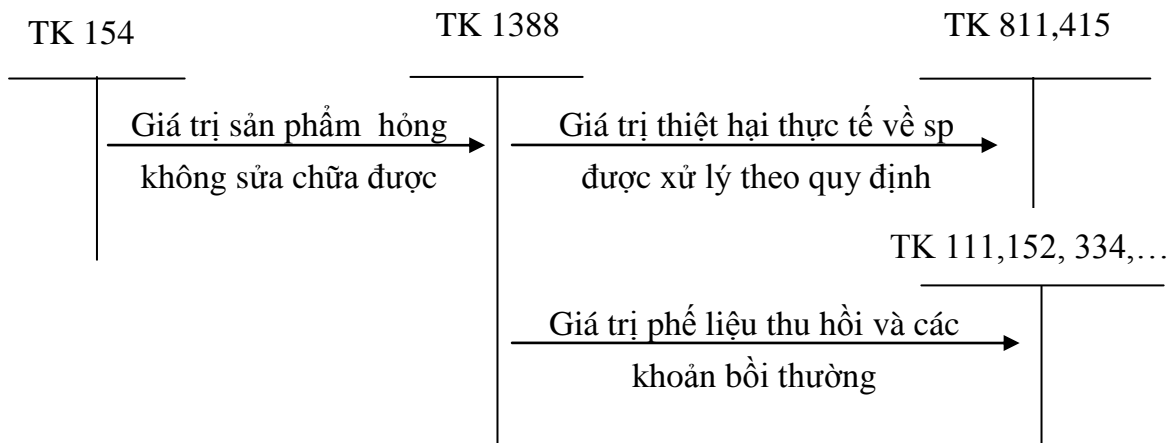 TK 154
TK 1388
TK 811,415
Giá trị sản phẩm hỏng
không sửa chữa được
Giá trị thiệt hại thực tế về sp
được xử lý theo quy định
TK 111,152, 334,…
Giá trị phế liệu thu hồi và các
khoản bồi thường